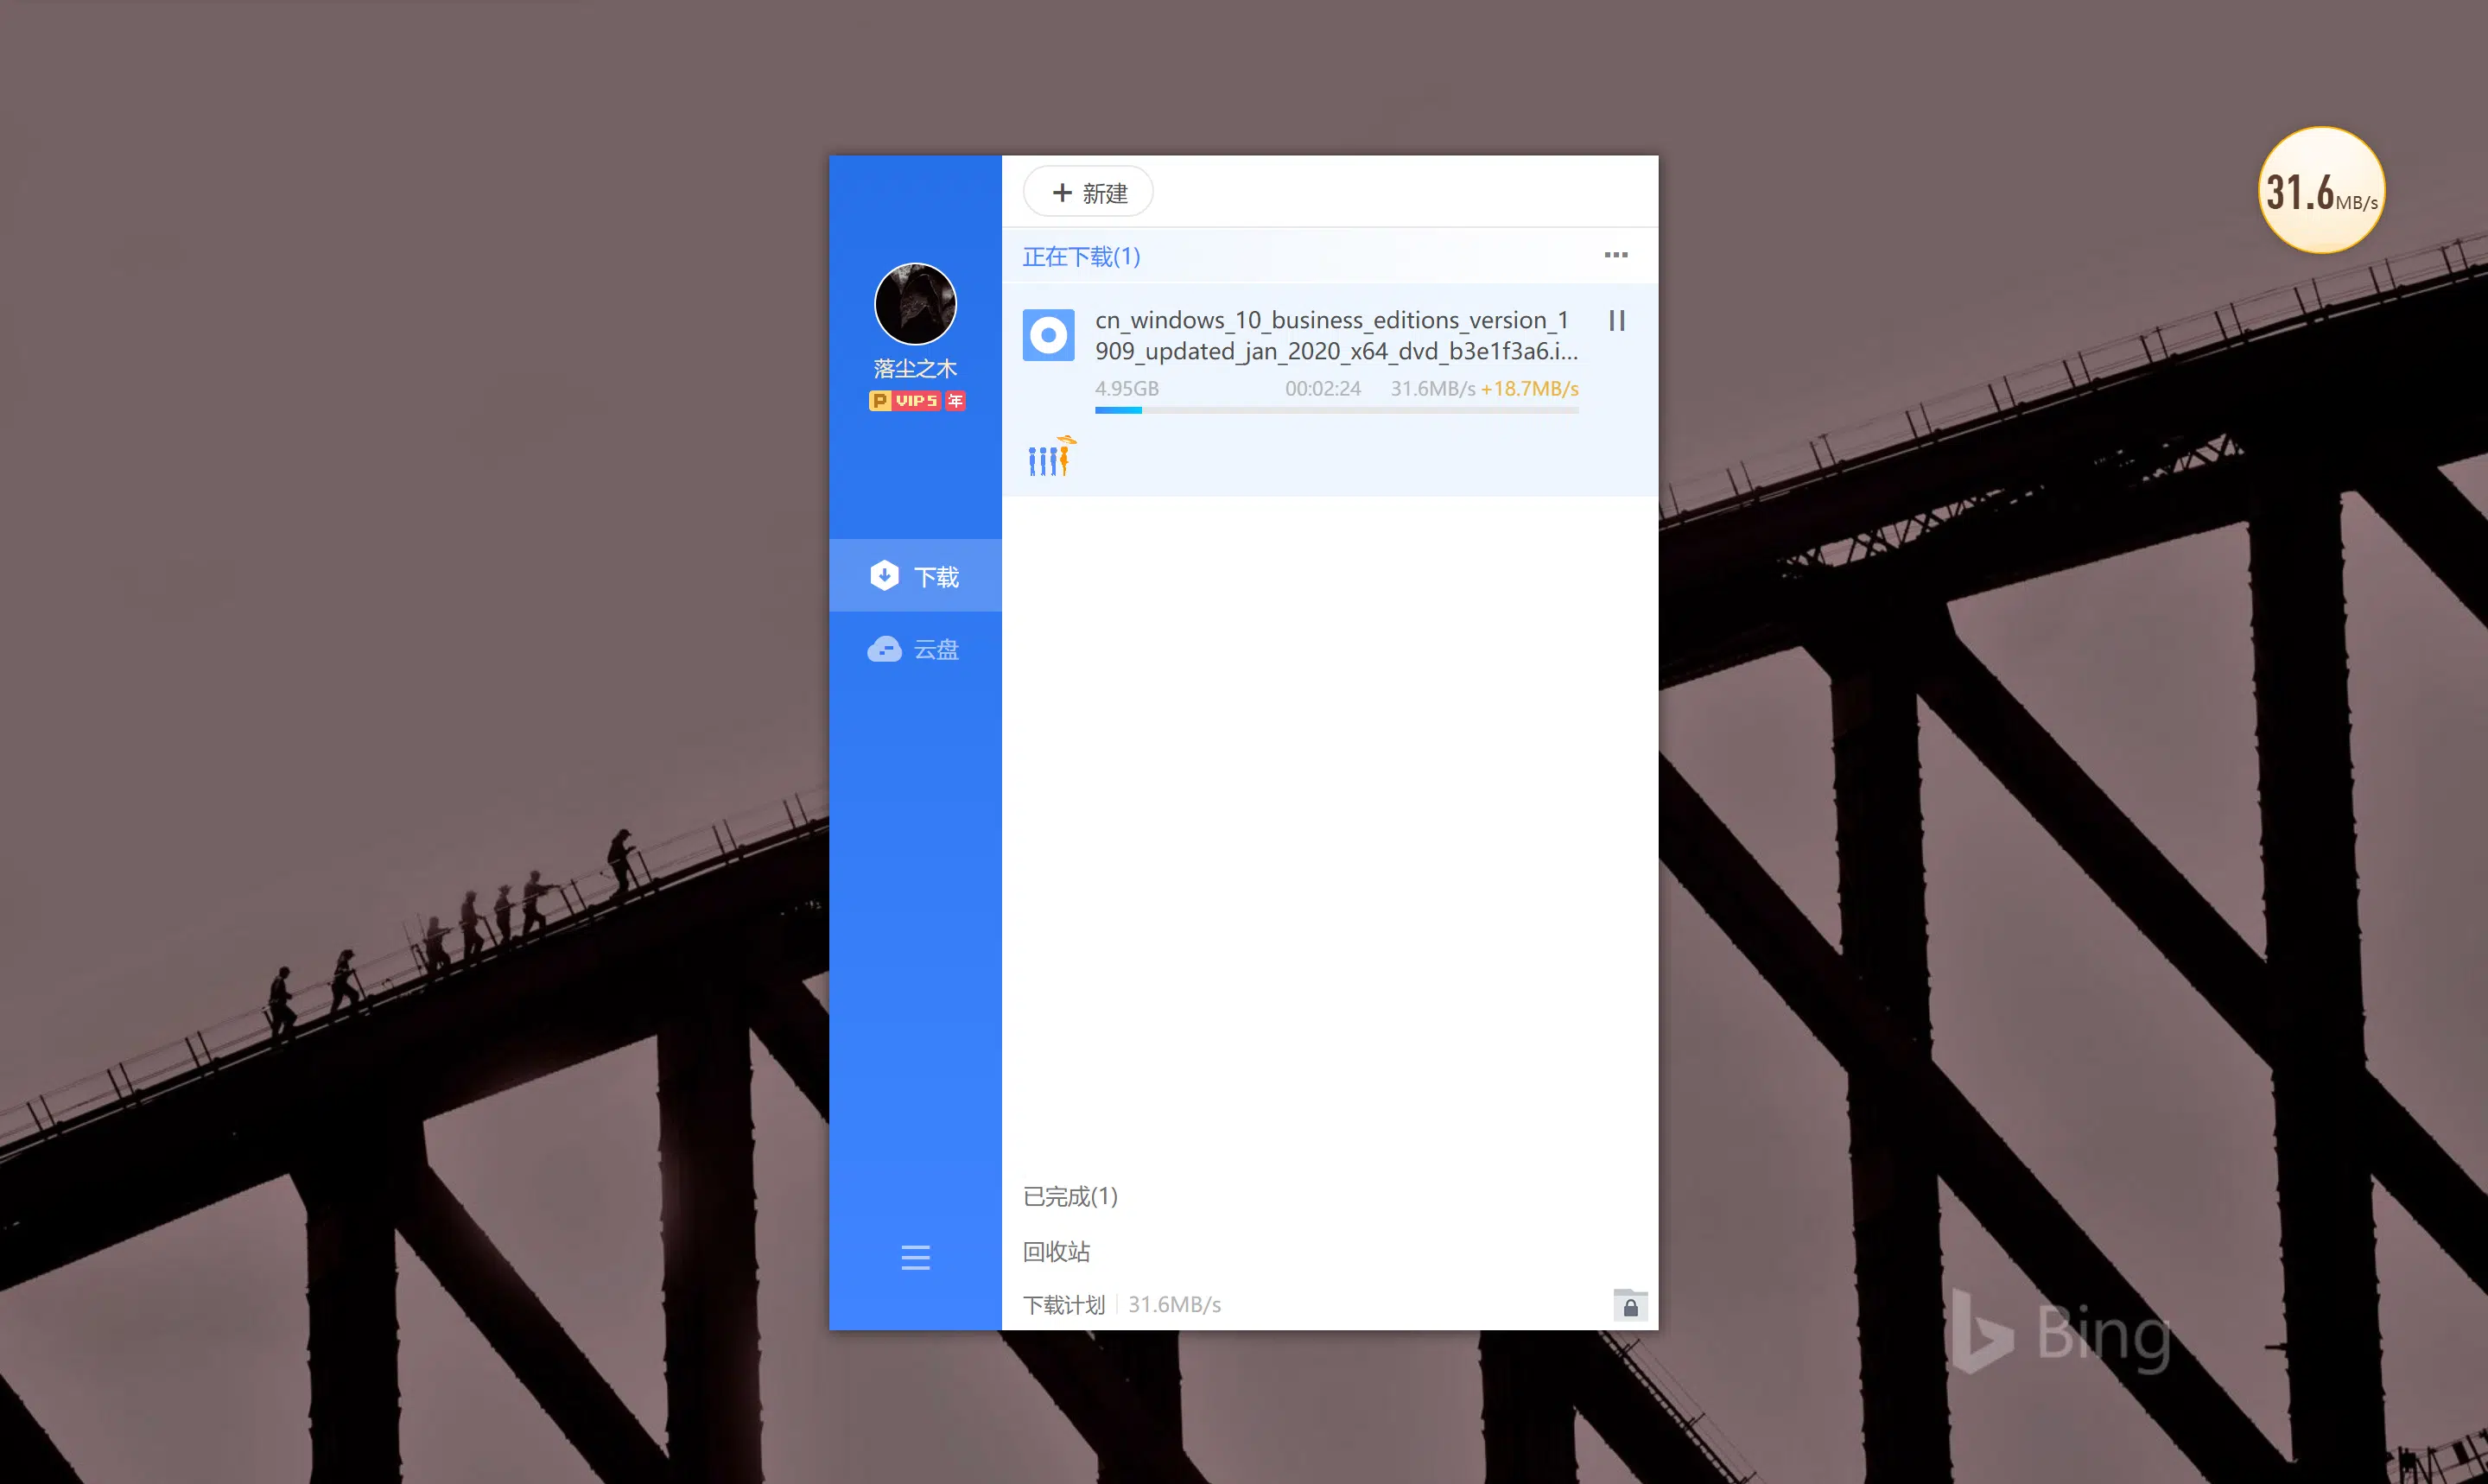 新建
31.6MB/s
正在下载(1)
cn_windows_10_business_editions_version_1
909_updated_jan_2020_x64_dvd_b3e1f3a6.i...
4.95GB 00:02:24 31.6MB/s +18.7MB/s
落尘之木
P VIP5 年
下载
云盘
已完成(1)
回收站
下载计划 31.6MB/s
Bing